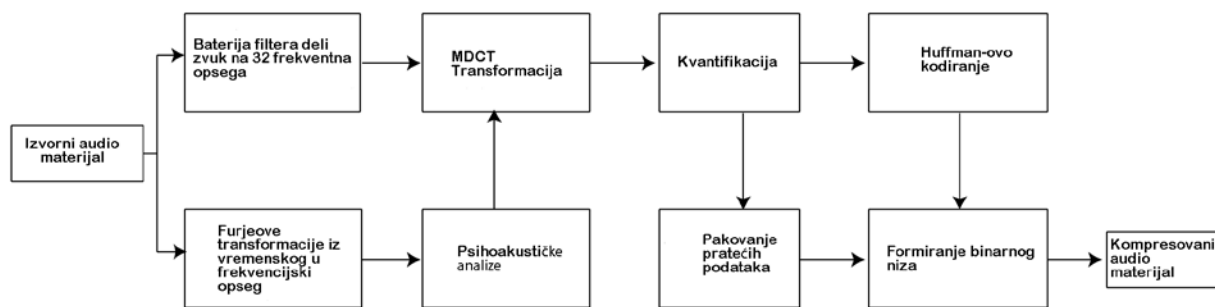 Baterija filtera deli
zvuk na 32 frekventna
opsega
MDCT
Transformacija
Kvantifikacija
Huffman-ovo
kodiranje
Izvorni audio
materijal
Furjeove
transformacije iz
vremenskog u
frekvencijski
opseg
Psihoakustičke
analize
Pakovanje
pratećih
podataka
Formiranje binarnog
niza
Kompresovani
audio
materijal